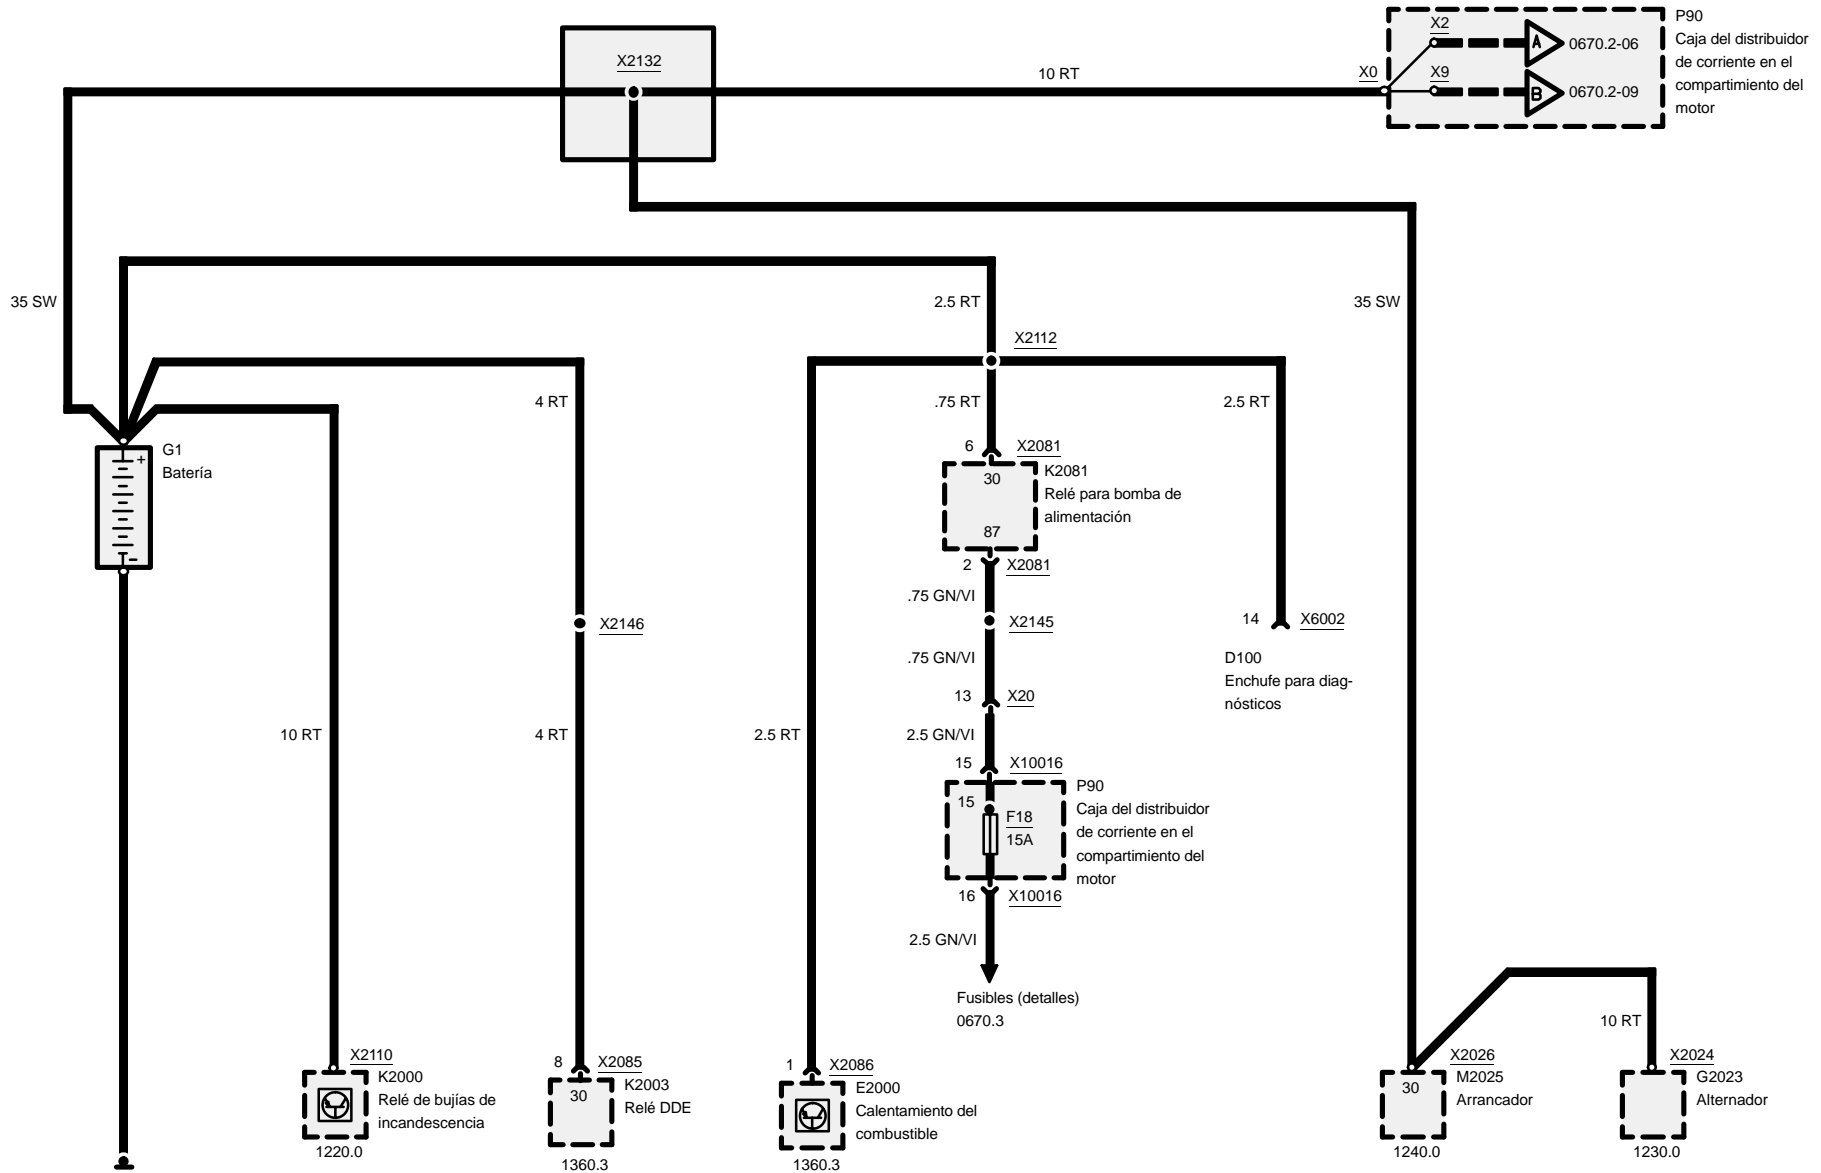 X2132
10 RT
X0
X2
X9
A
B
0670.2-06
0670.2-09
P90
Caja del distribuidor
de corriente en el
compartimiento del
motor
35 SW
2.5 RT
35 SW
X2112
4 RT
.75 RT
2.5 RT
G1
Batería
+
-
6
X2081
30
87
K2081
Relé para bomba de
alimentación
2
X2081
.75 GN/VI
X2146
X2145
14
X6002
D100
Enchufe para diag-
nósticos
.75 GN/VI
13
X20
10 RT
4 RT
2.5 RT
2.5 GN/VI
15
X10016
15
F18
15A
P90
Caja del distribuidor
de corriente en el
compartimiento del
motor
16
X10016
2.5 GN/VI
Fusibles (detalles)
0670.3
10 RT
X2110
K2000
Relé de bujías de
incandescencia
1220.0
8
X2085
30
K2003
Relé DDE
1360.3
1
X2086
E2000
Calentamiento del
combustible
1360.3
X2026
30
M2025
Arrancador
1240.0
X2024
G2023
Alternador
1230.0